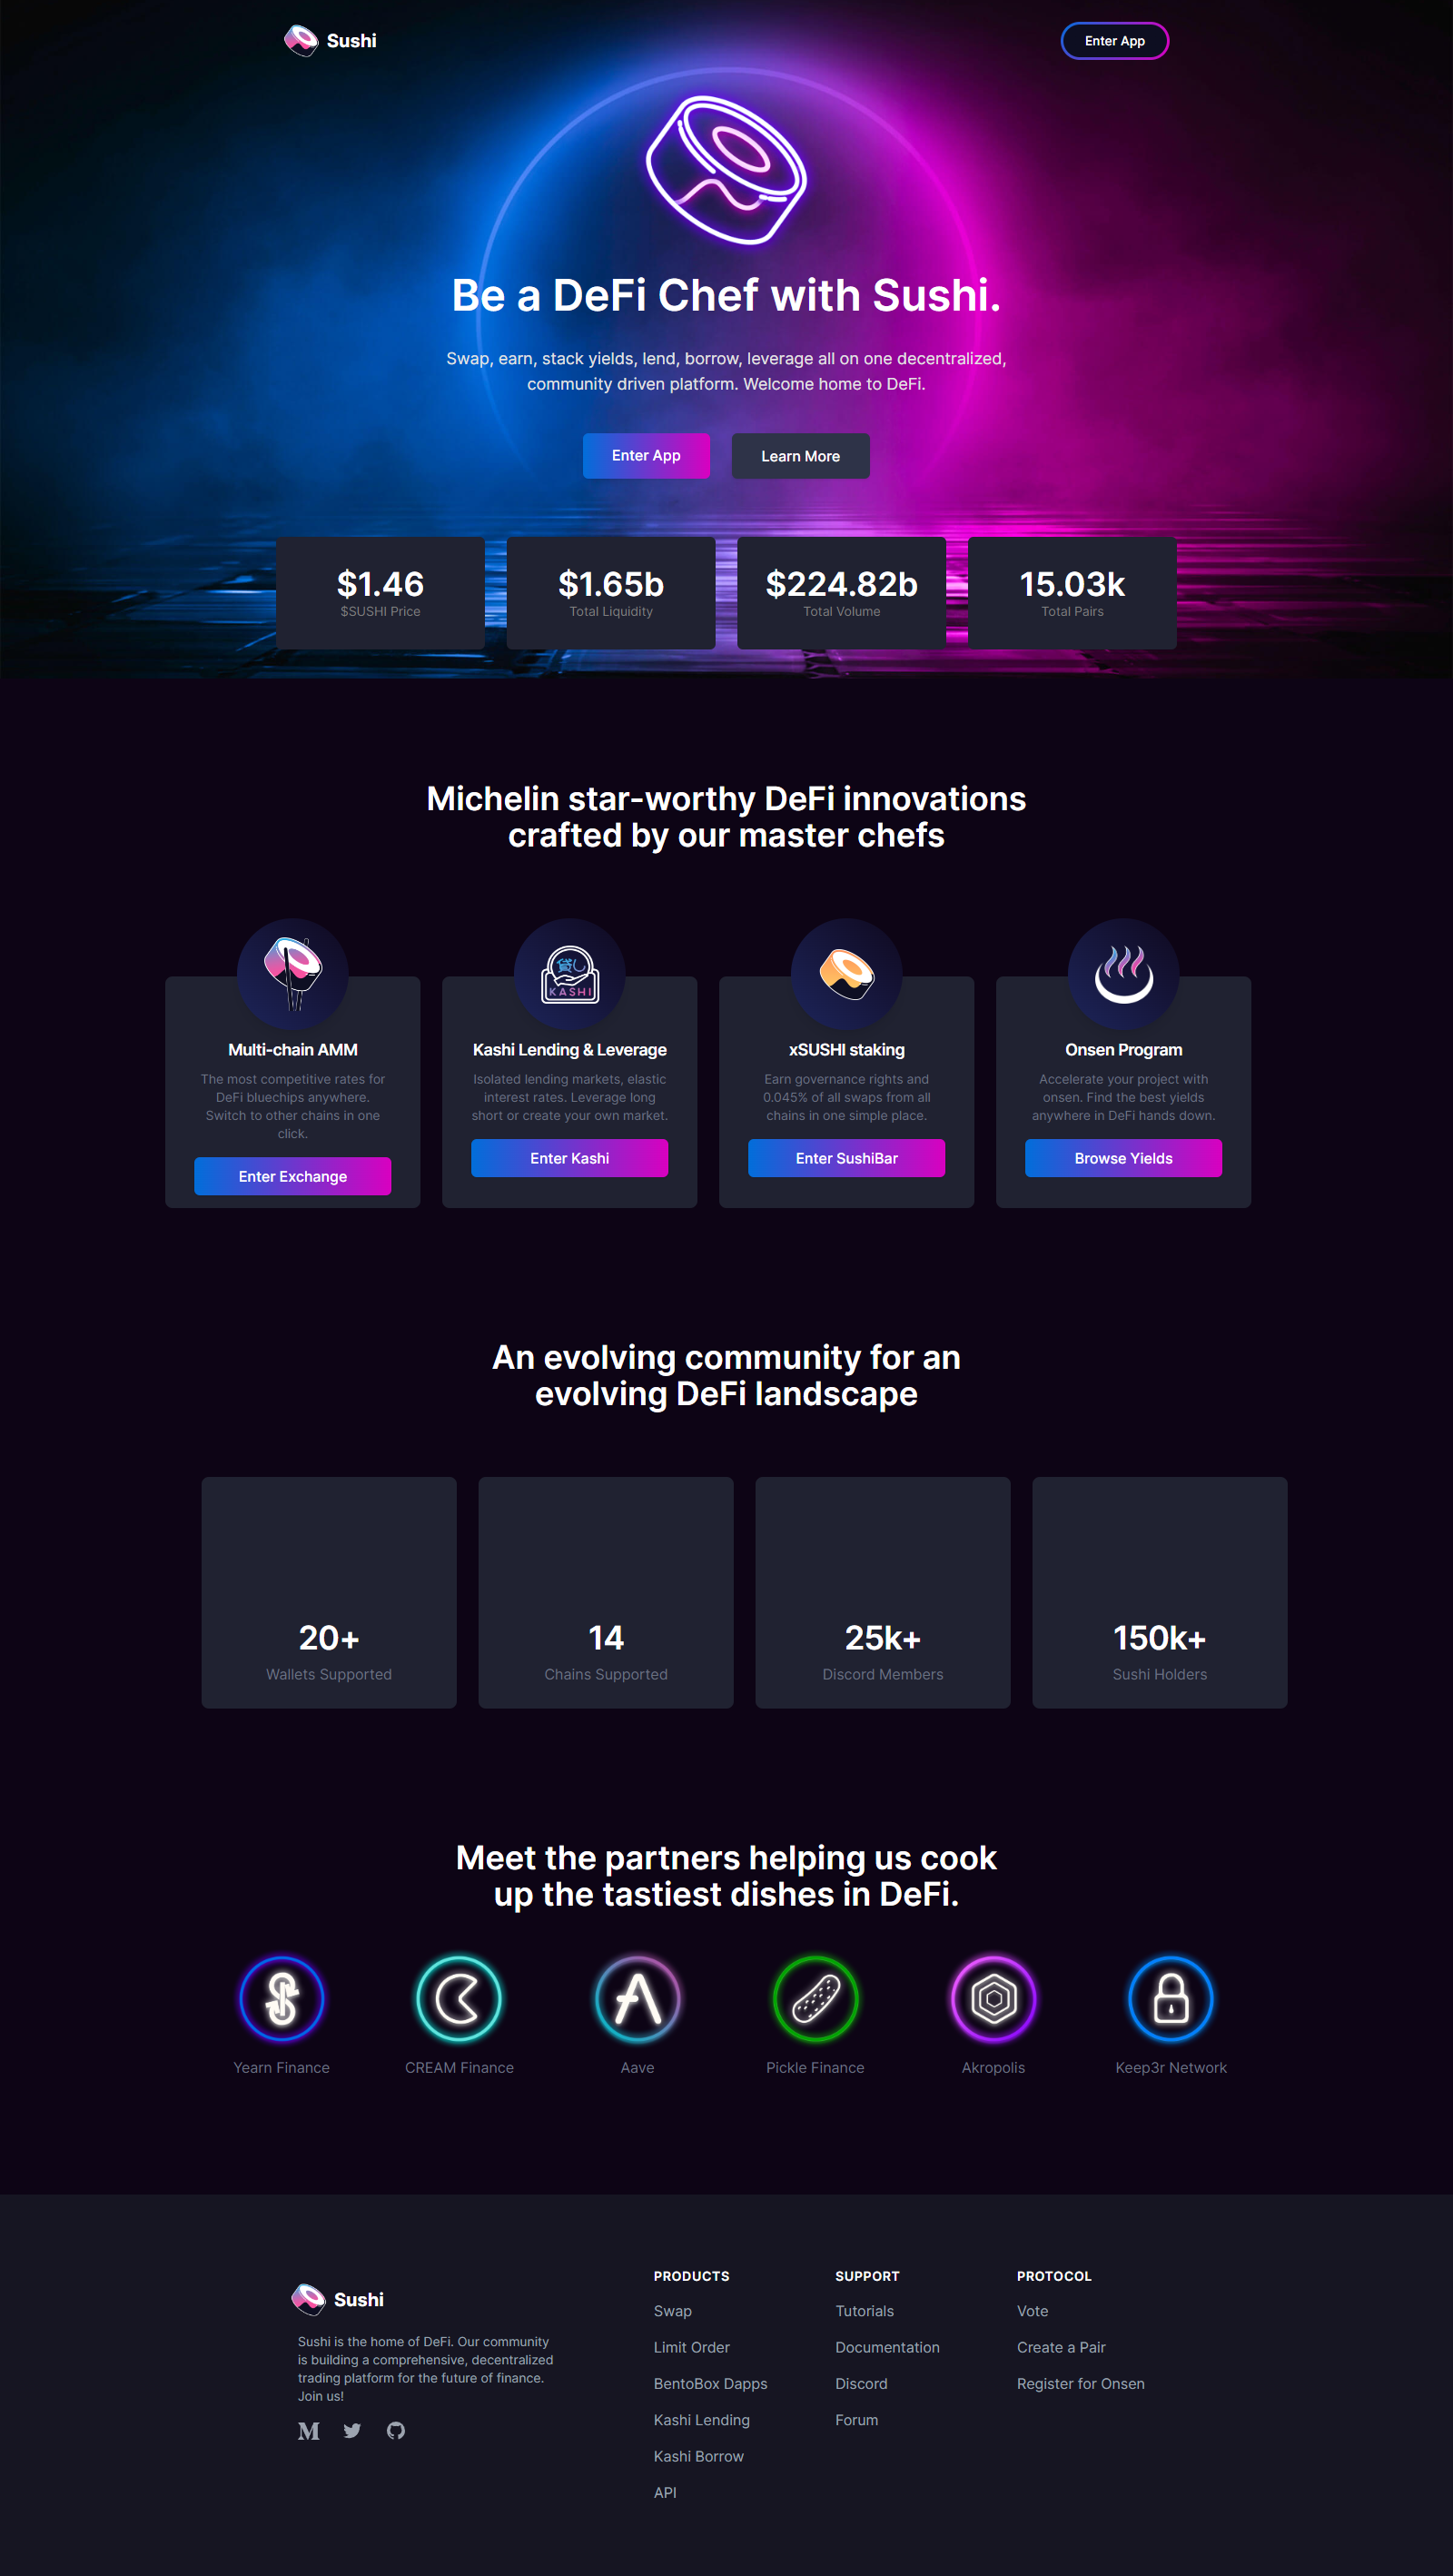 Sushi
Enter App
Be a DeFi Chef with Sushi.
Swap, earn, stack yields, lend, borrow, leverage all on one decentralized,
community driven platform. Welcome home to DeFi.
Enter App
Learn More
$1.46
$SUSHI Price
$1.65b
Total Liquidity
$224.82b
Total Volume
15.03k
Total Pairs
Michelin star-worthy DeFi innovations
crafted by our master chefs
Multi-chain AMM
The most competitive rates for
DeFi bluechips anywhere.
Switch to other chains in one
click.
Enter Exchange
貸し
KASHI
Kashi Lending & Leverage
Isolated lending markets, elastic
interest rates. Leverage long
short or create your own market.
Enter Kashi
xSUSHI staking
Earn governance rights and
0.045% of all swaps from all
chains in one simple place.
Enter SushiBar
Onsen Program
Accelerate your project with
onsen. Find the best yields
anywhere in DeFi hands down.
Browse Yields
An evolving community for an
evolving DeFi landscape
20+
Wallets Supported
14
Chains Supported
25k+
Discord Members
150k+
Sushi Holders
Meet the partners helping us cook
up the tastiest dishes in DeFi.
Yearn Finance
CREAM Finance
Aave
Pickle Finance
Akropolis
Keep3r Network
Sushi
Sushi is the home of DeFi. Our community
is building a comprehensive, decentralized
trading platform for the future of finance.
Join us!
PRODUCTS
Swap
Limit Order
BentoBox Dapps
Kashi Lending
Kashi Borrow
API
SUPPORT
Tutorials
Documentation
Discord
Forum
PROTOCOL
Vote
Create a Pair
Register for Onsen